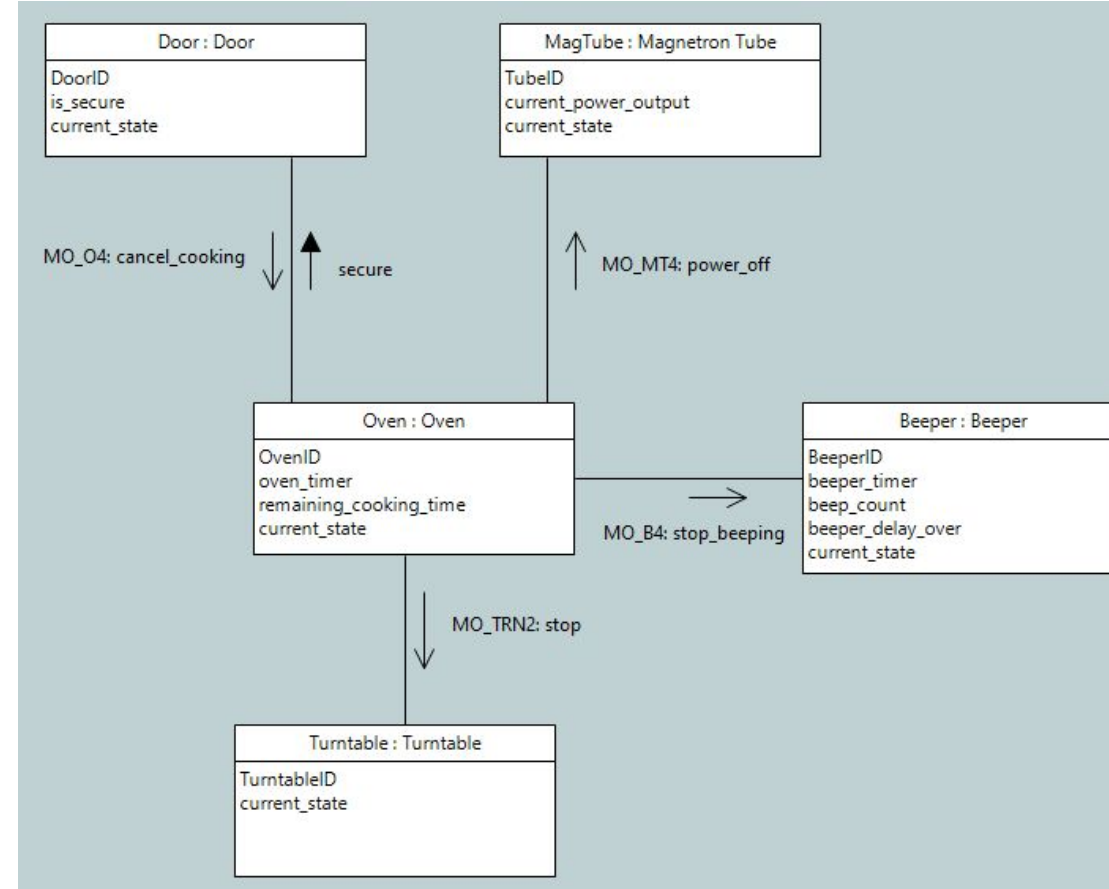 Door : Door
DoorID
is_secure
current_state
MagTube : Magnetron Tube
TubeID
current_power_output
current_state
MO_O4: cancel_cooking
secure
MO_MT4: power_off
Oven : Oven
OvenID
oven_timer
remaining_cooking_time
current_state
Beeper : Beeper
BeeperID
beeper_timer
beep_count
beeper_delay_over
current_state
MO_B4: stop_beeping
MO_TRN2: stop
Turntable : Turntable
TurntableID
current_state